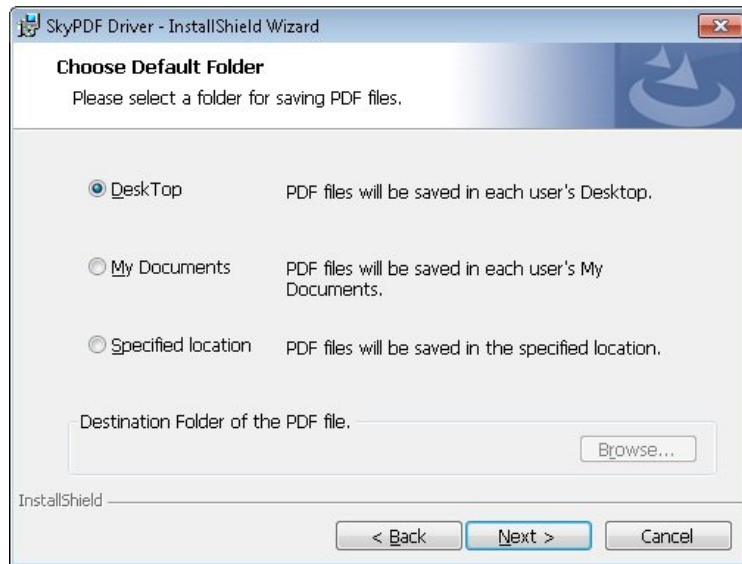 SkyPDF Driver - InstallShield Wizard
Choose Default Folder
Please select a folder for saving PDF files.
DeskTop PDF files will be saved in each user's Desktop.
My Documents PDF files will be saved in each user's My
Documents.
Specified location PDF files will be saved in the specified location.
Destination Folder of the PDF file.
Browse...
InstallShield
< Back Next > Cancel